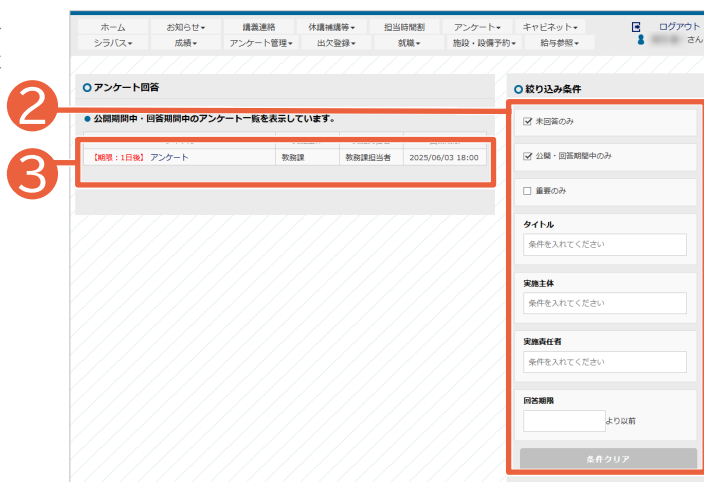 ホーム お知らせ▾ 講義連絡 休講補講等▾ 担当時間割 アンケート▾ キャビネット▾ ログアウト
シラバス▾ 成績▾ アンケート管理▾ 出欠登録▾ 就職▾ 施設・設備予約▾ 給与参照▾ さん
アンケート回答
公開期間中・回答期間中のアンケート一覧を表示しています。
3
【期限：1日後】 アンケート 教務課 教務課担当者 2025/06/03 18:00
2
絞り込み条件
未回答のみ
公開・回答期間中のみ
重要のみ
タイトル
条件を入れてください
実施主体
条件を入れてください
実施責任者
条件を入れてください
回答期限
より以前
条件クリア